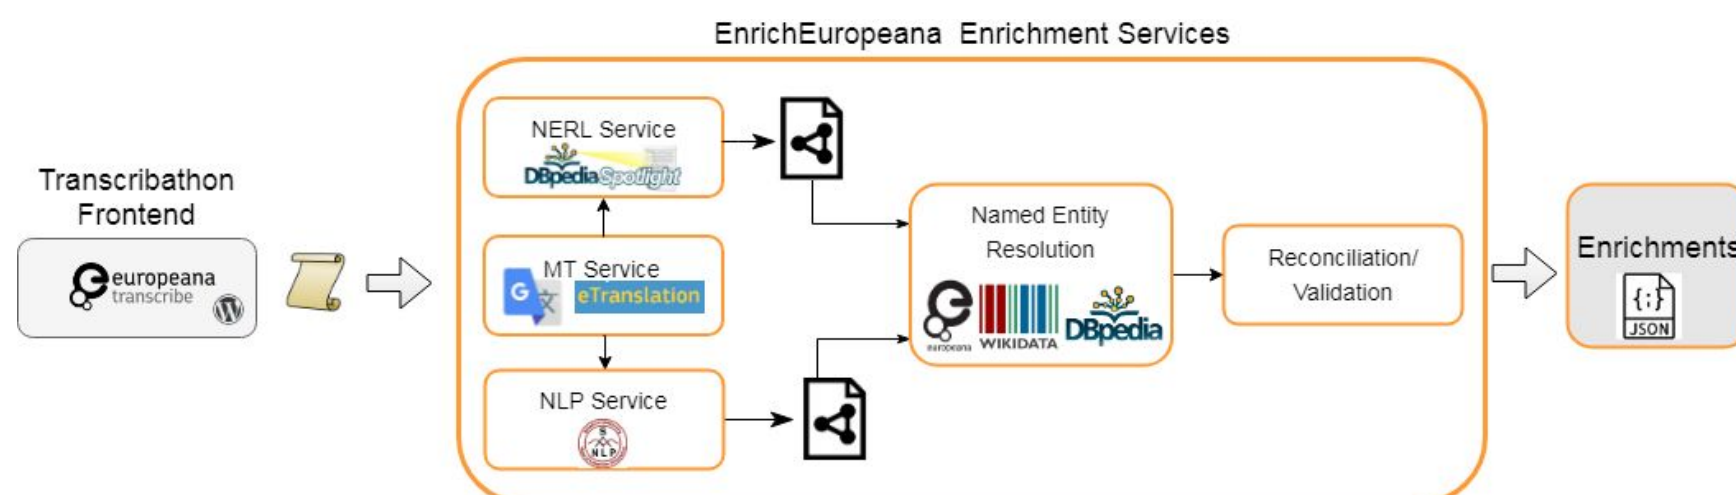 EnrichEuropeana Enrichment Services
Transcribathon
Frontend
europeana
transcribe
NERL Service
DBpedia Spotlight
MT Service
G 文
eTranslation
NLP Service
S
NLP
Named Entity
Resolution
europeana
WIKIDATA
DBpedia
Reconciliation/
Validation
Enrichments
{;}
JSON